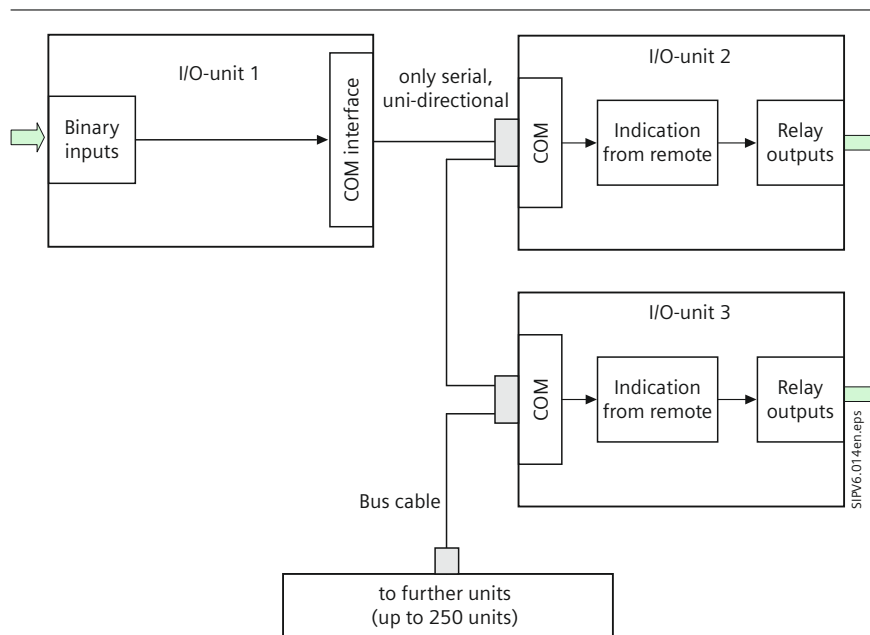 I/O-unit 1
Binary
inputs
COM interface
only serial,
uni-directional
I/O-unit 2
COM
Indication
from remote
Relay
outputs
I/O-unit 3
COM
Indication
from remote
Relay
outputs
SIPV6.014en.eps
Bus cable
to further units
(up to 250 units)